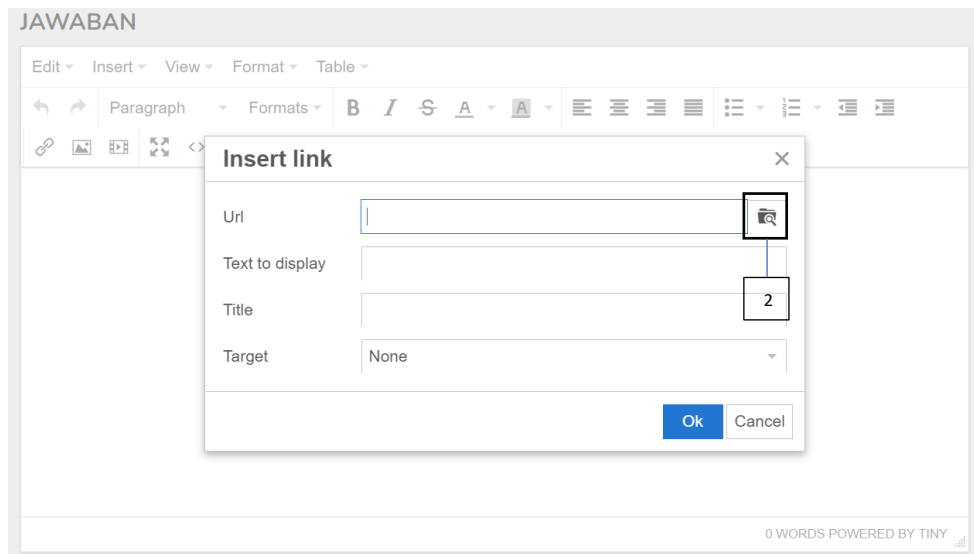 JAWABAN
Edit Insert View Format Table
Paragraph Formats B I S A A
Insert link
Url
Text to display
Title
2
Target None
Ok Cancel
0 WORDS POWERED BY TINY